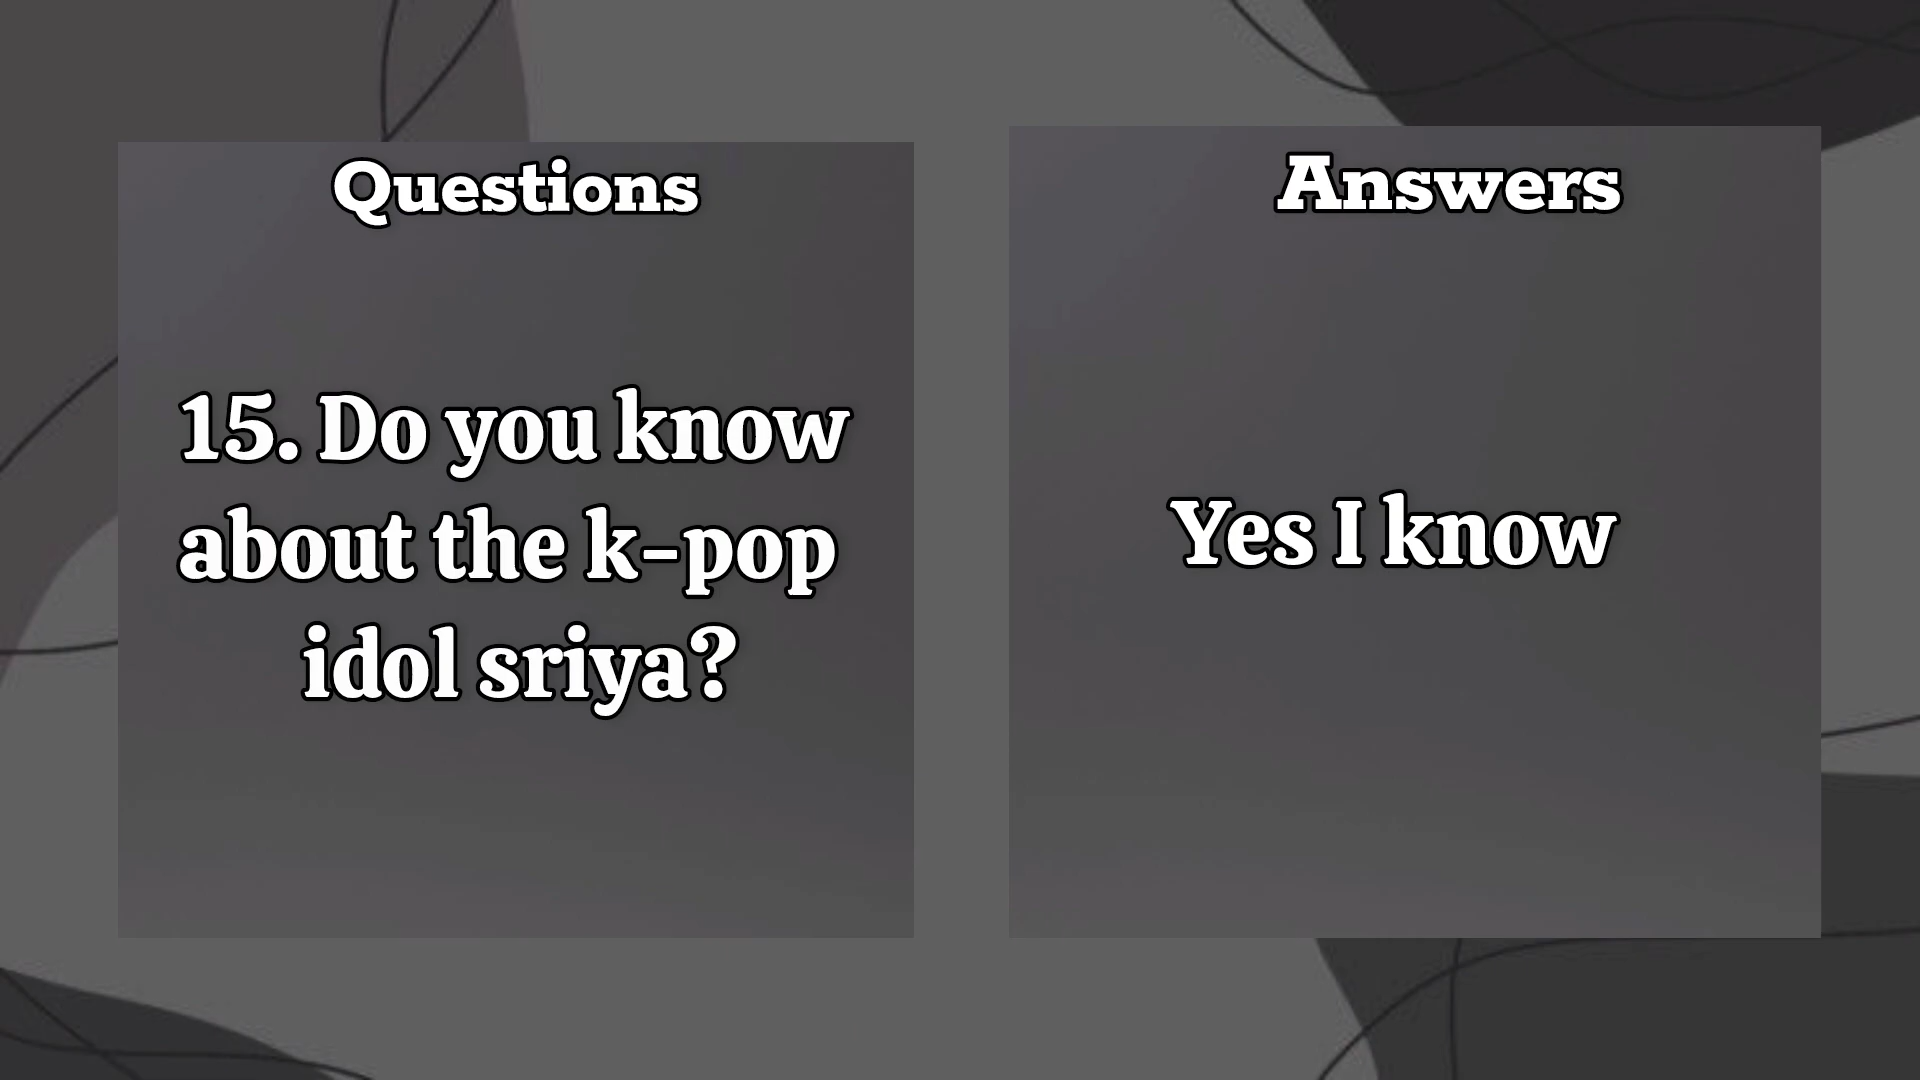 Questions
15. Do you know
about the k-pop
idol sriya?
Answers
Yes I know